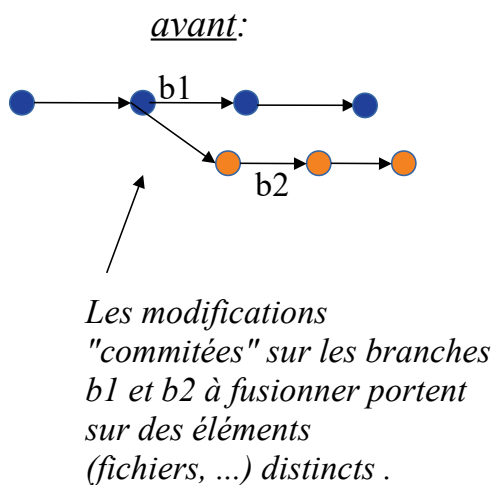 avant:
b1
b2
Les modifications
"commitées" sur les branches
b1 et b2 à fusionner portent
sur des éléments
(fichiers, ...) distincts .